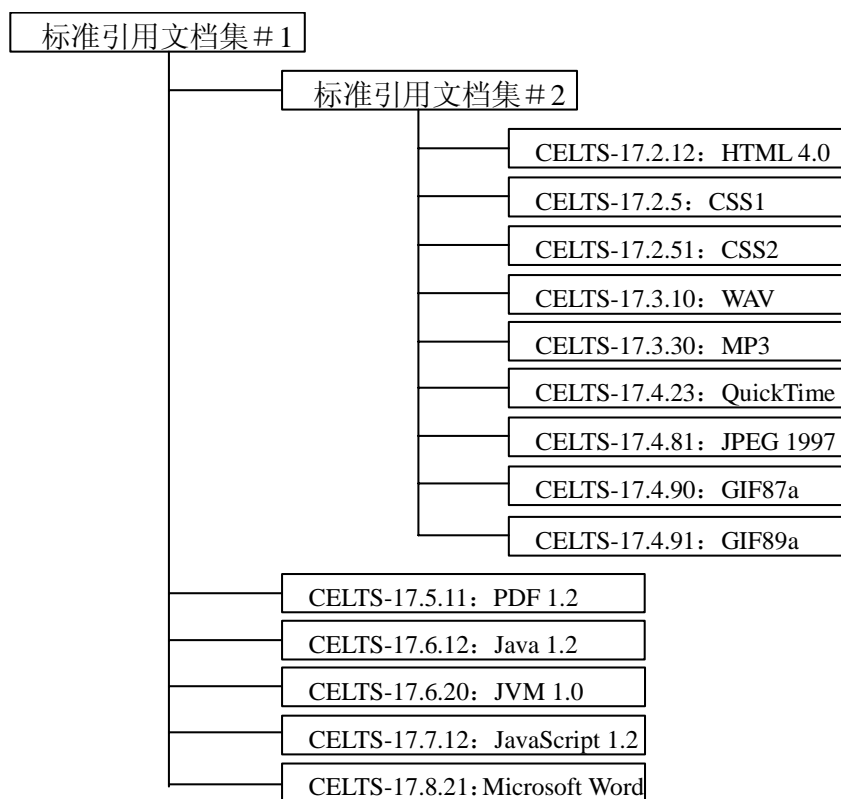 标准引用文档集＃1
标准引用文档集＃2
CELTS-17.2.12：HTML 4.0
CELTS-17.2.5：CSS1
CELTS-17.2.51：CSS2
CELTS-17.3.10：WAV
CELTS-17.3.30：MP3
CELTS-17.4.23：QuickTime
CELTS-17.4.81：JPEG 1997
CELTS-17.4.90：GIF87a
CELTS-17.4.91：GIF89a
CELTS-17.5.11：PDF 1.2
CELTS-17.6.12：Java 1.2
CELTS-17.6.20：JVM 1.0
CELTS-17.7.12：JavaScript 1.2
CELTS-17.8.21：Microsoft Word